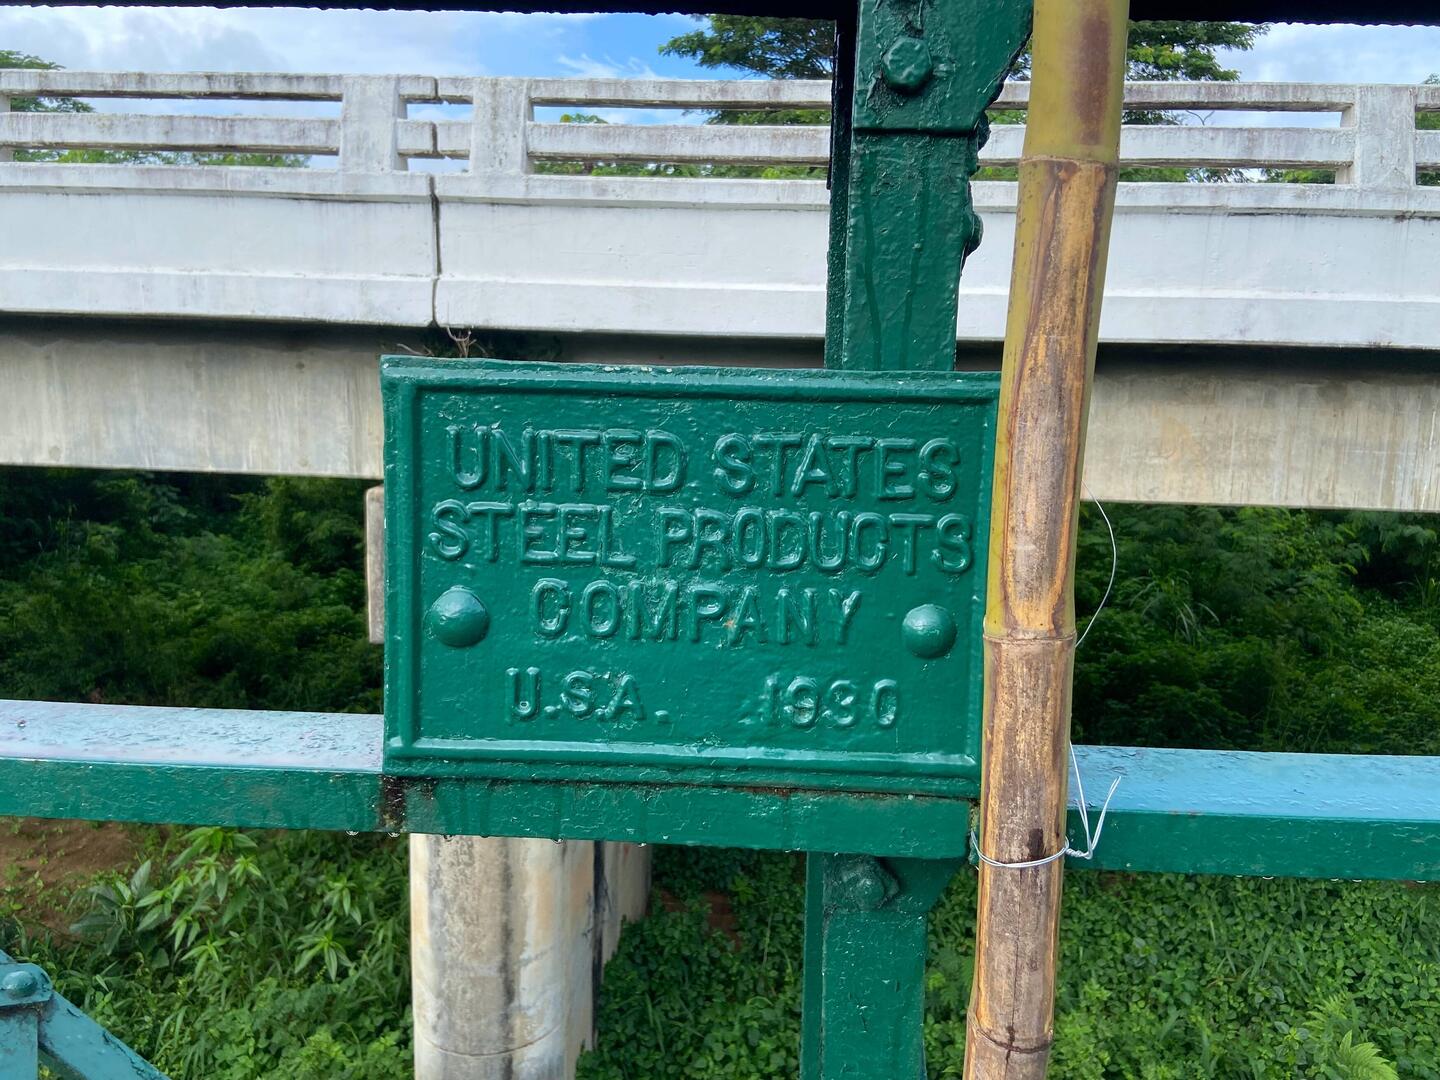 UNITED STATES
STEEL PRODUCTS
COMPANY
U.S.A. 1930